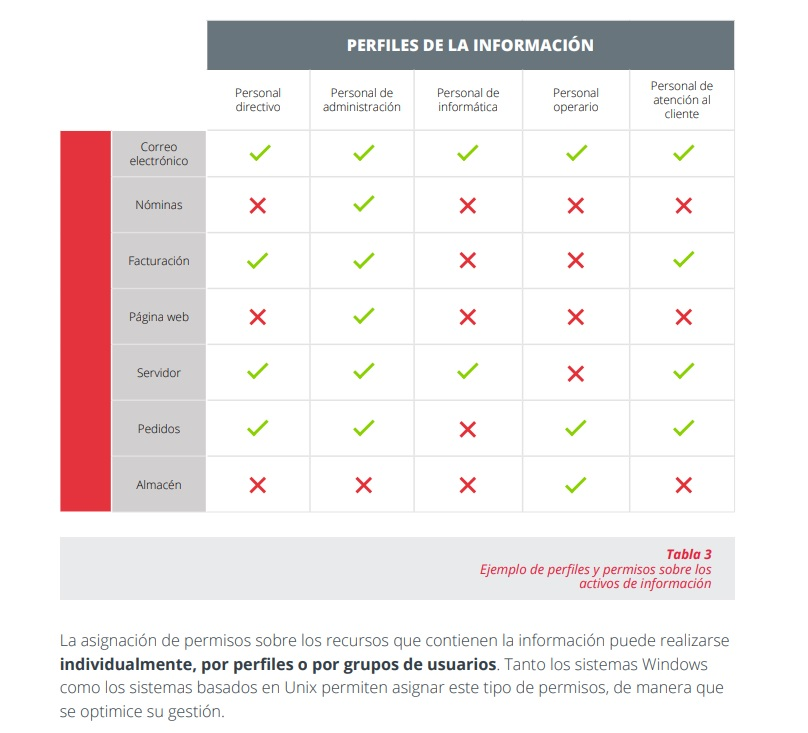 PERFILES DE LA INFORMACIÓN
Personal
directivo
Personal de
administración
Personal de
informática
Personal
operario
Personal de
atención al
cliente
Correo
electrónico
Nóminas
Facturación
Página web
Servidor
Pedidos
Almacén
Tabla 3
Ejemplo de perfiles y permisos sobre los
activos de información
La asignación de permisos sobre los recursos que contienen la información puede realizarse
individualmente, por perfiles o por grupos de usuarios. Tanto los sistemas Windows
como los sistemas basados en Unix permiten asignar este tipo de permisos, de manera que
se optimice su gestión.